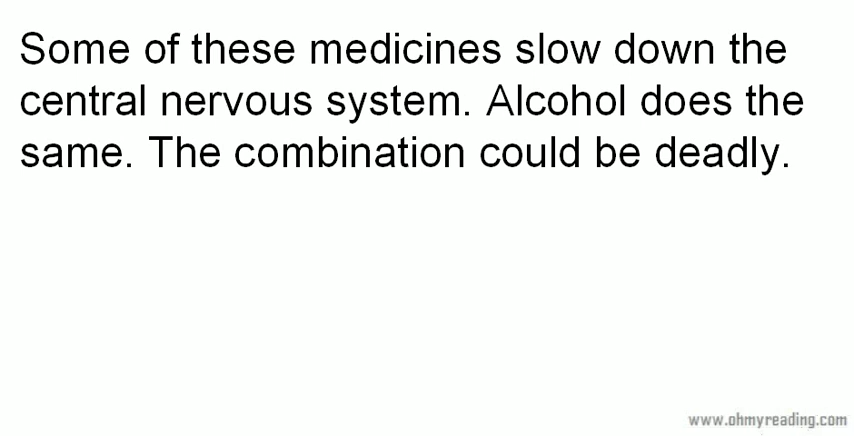 Some of these medicines slow down the
central nervous system. Alcohol does the
same. The combination could be deadly.
www.ohmyreading.com